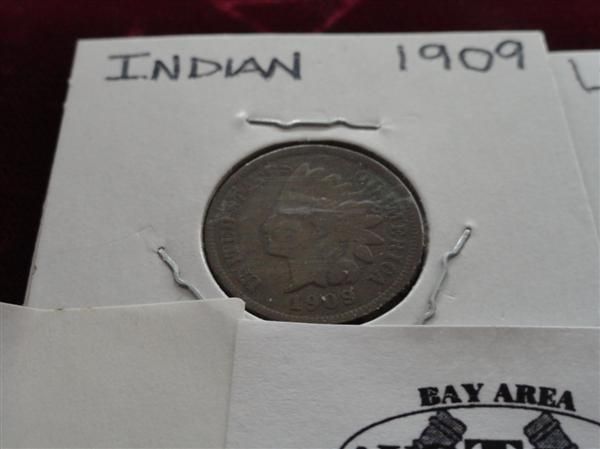 INDIAN 1909
L
UNITED STATES OF AMERICA
1909
BAY AREA